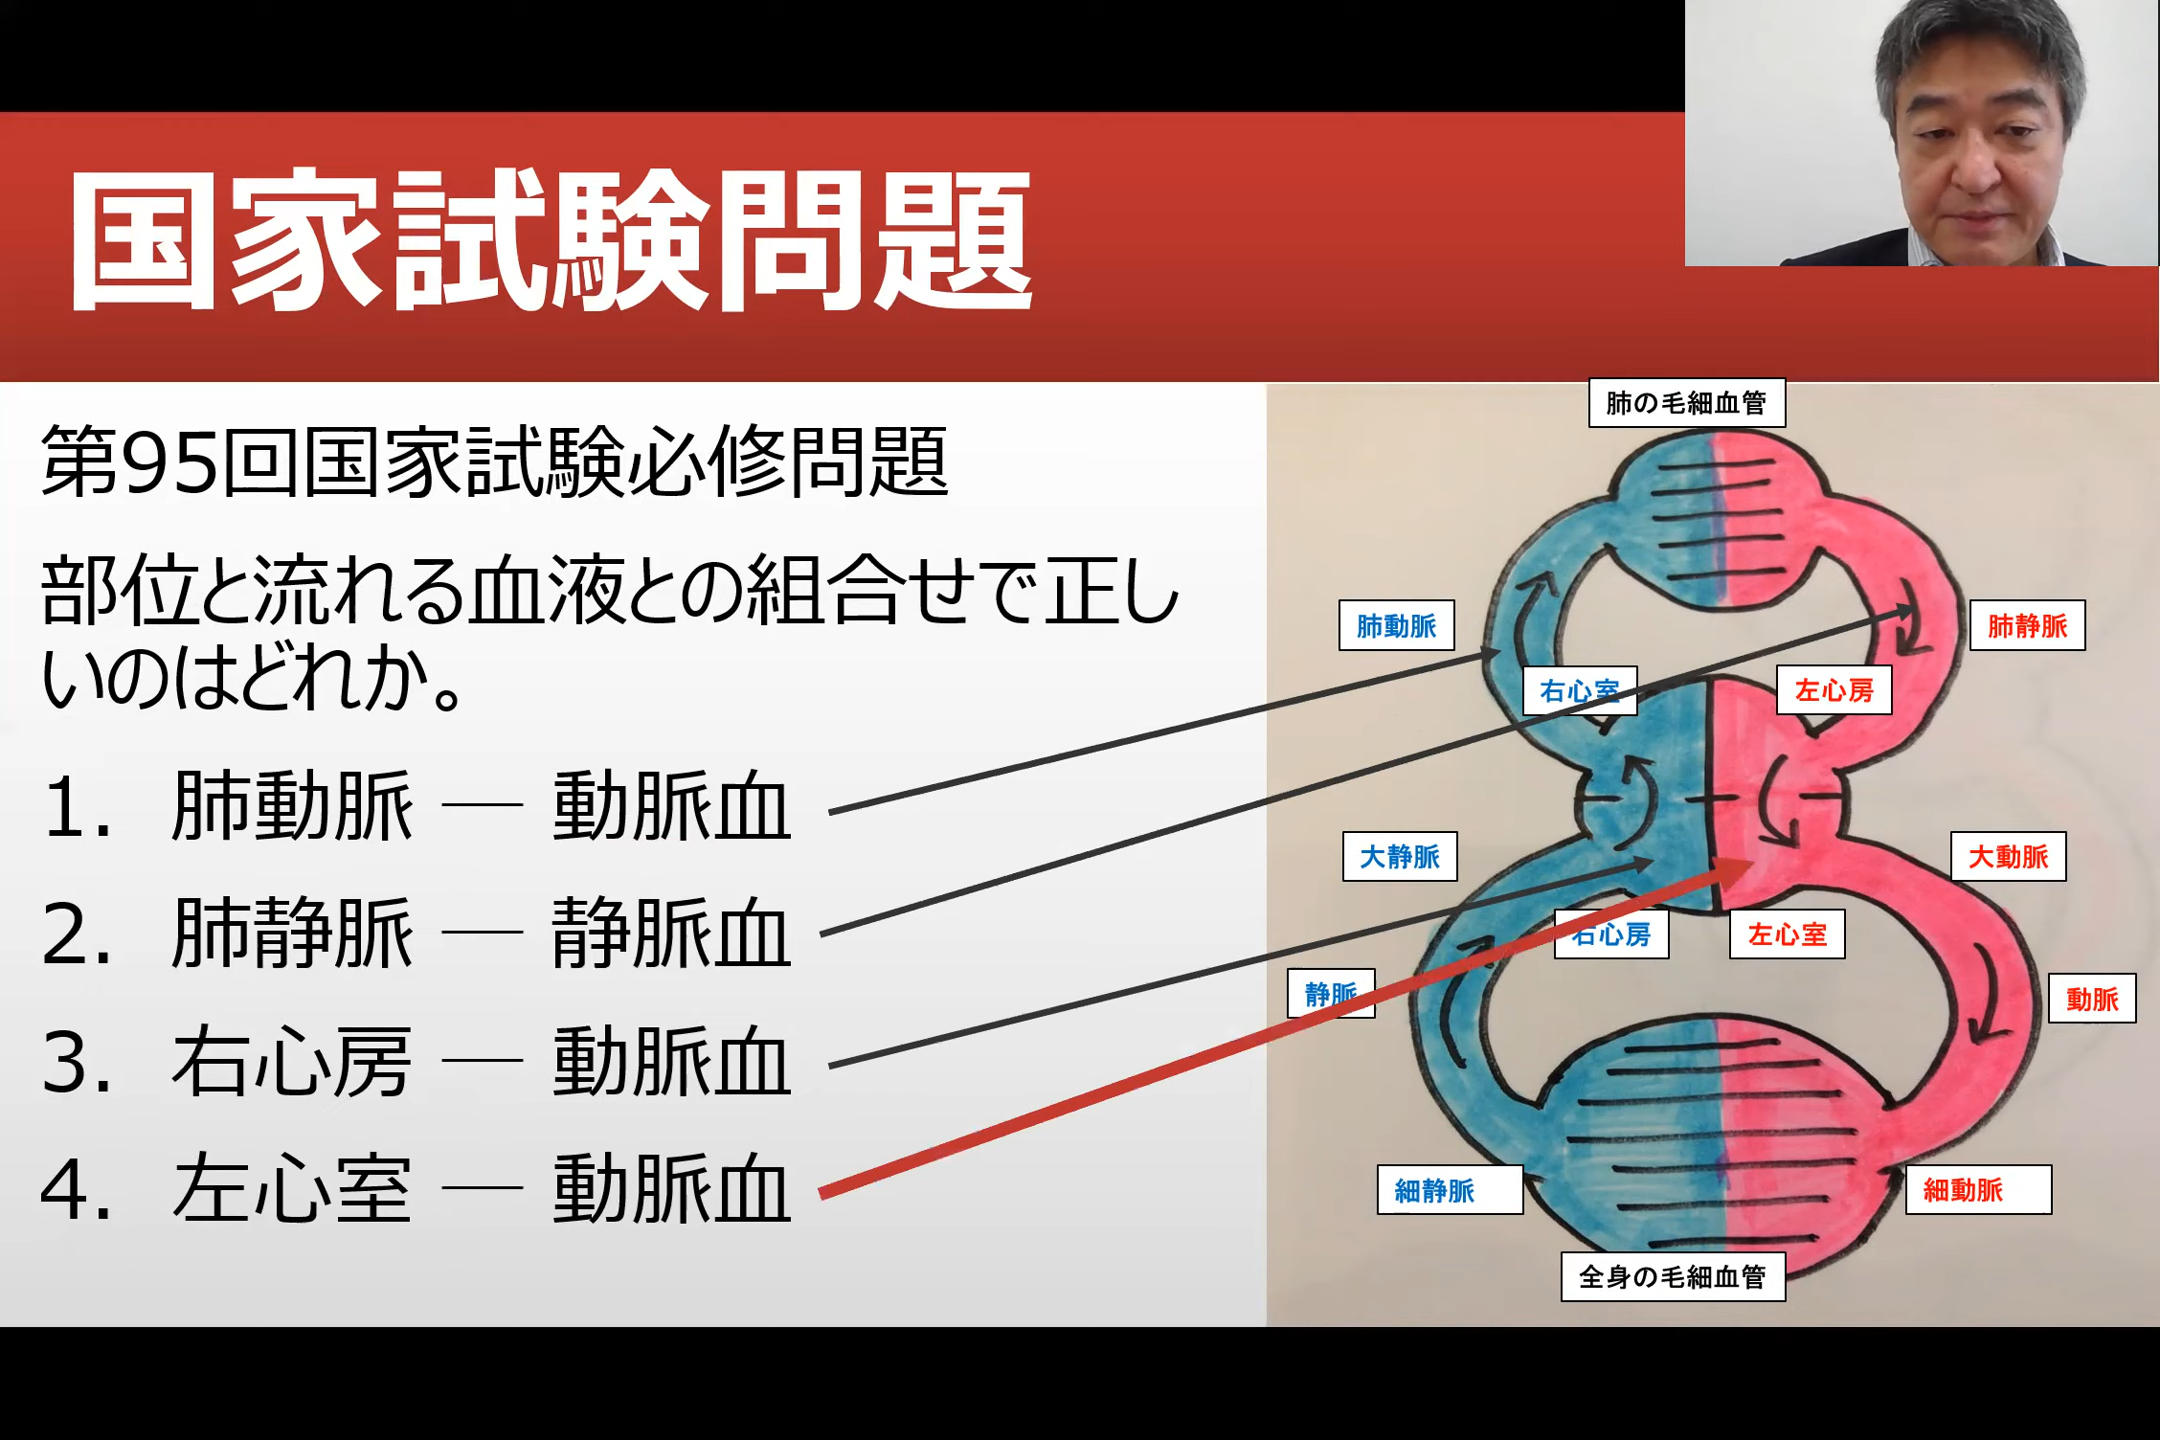 国家試験問題
第95回国家試験必修問題
部位と流れる血液との組合せで正し
いのはどれか。
1. 肺動脈 ― 動脈血
2. 肺静脈 ― 静脈血
3. 右心房 ― 動脈血
4. 左心室 ― 動脈血
肺の毛細血管
肺動脈
肺静脈
右心室
左心房
大静脈
大動脈
右心房
左心室
静脈
動脈
細静脈
細動脈
全身の毛細血管